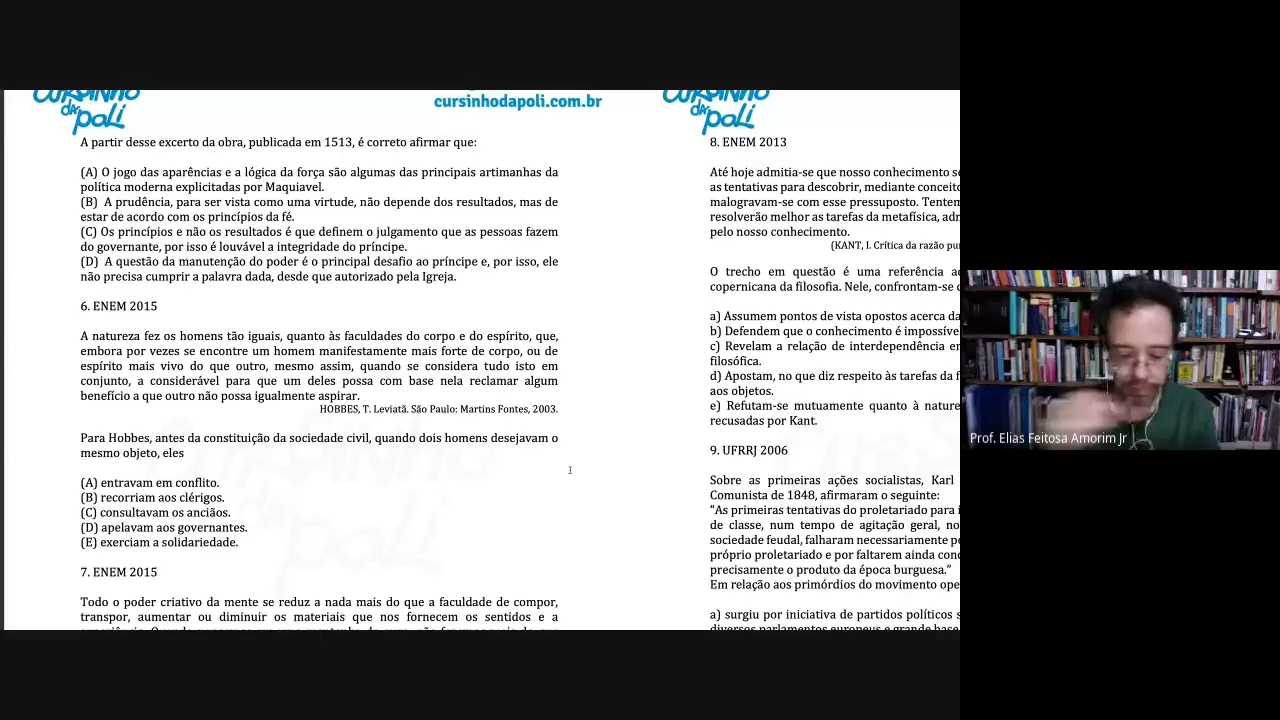 CURSINHO
DA
POLI
cursinhodapoli.com.br
A partir desse excerto da obra, publicada em 1513, é correto afirmar que:
(A) O jogo das aparências e a lógica da força são algumas das principais artimanhas da
política moderna explicitadas por Maquiavel.
(B) A prudência, para ser vista como uma virtude, não depende dos resultados, mas de
estar de acordo com os princípios da fé.
(C) Os princípios e não os resultados é que definem o julgamento que as pessoas fazem
do governante, por isso é louvável a integridade do príncipe.
(D) A questão da manutenção do poder é o principal desafio ao príncipe e, por isso, ele
não precisa cumprir a palavra dada, desde que autorizado pela Igreja.
6. ENEM 2015
A natureza fez os homens tão iguais, quanto às faculdades do corpo e do espírito, que,
embora por vezes se encontre um homem manifestamente mais forte de corpo, ou de
espírito mais vivo do que outro, mesmo assim, quando se considera tudo isto em
conjunto, a considerável para que um deles possa com base nela reclamar algum
benefício a que outro não possa igualmente aspirar.
HOBBES, T. Leviatã. São Paulo: Martins Fontes, 2003.
Para Hobbes, antes da constituição da sociedade civil, quando dois homens desejavam o
mesmo objeto, eles
(A) entravam em conflito.
(B) recorriam aos clérigos.
(C) consultavam os anciãos.
(D) apelavam aos governantes.
(E) exerciam a solidariedade.
7. ENEM 2015
Todo o poder criativo da mente se reduz a nada mais do que a faculdade de compor,
transpor, aumentar ou diminuir os materiais que nos fornecem os sentidos e a
CURSINHO
DA
POLI
8. ENEM 2013
Até hoje admitia-se que nosso conhecimento
as tentativas para descobrir, mediante
malogravam-se com esse pressuposto.
resolverão melhor as tarefas da metafísica,
pelo nosso conhecimento.
(KANT, I. Crítica da razão
O trecho em questão é uma referência
copernicana da filosofia. Nele, confrontam-se
a) Assumem pontos de vista opostos acerca
b) Defendem que o conhecimento é
c) Revelam a relação de interdependência
filosófica.
d) Apostam, no que diz respeito às tarefas da
aos objetos.
e) Refutam-se mutuamente quanto à
recusadas por Kant.
9. UFRRJ 2006
Sobre as primeiras ações socialistas, Karl
Comunista de 1848, afirmaram o seguinte:
"As primeiras tentativas do proletariado para
de classe, num tempo de agitação geral,
sociedade feudal, falharam necessariamente
próprio proletariado e por faltarem ainda
precisamente o produto da época burguesa."
Em relação aos primórdios do movimento
a) surgiu por iniciativa de partidos políticos
diversos parlamentos europeus e grande
Prof. Elias Feitosa Amorim Jr